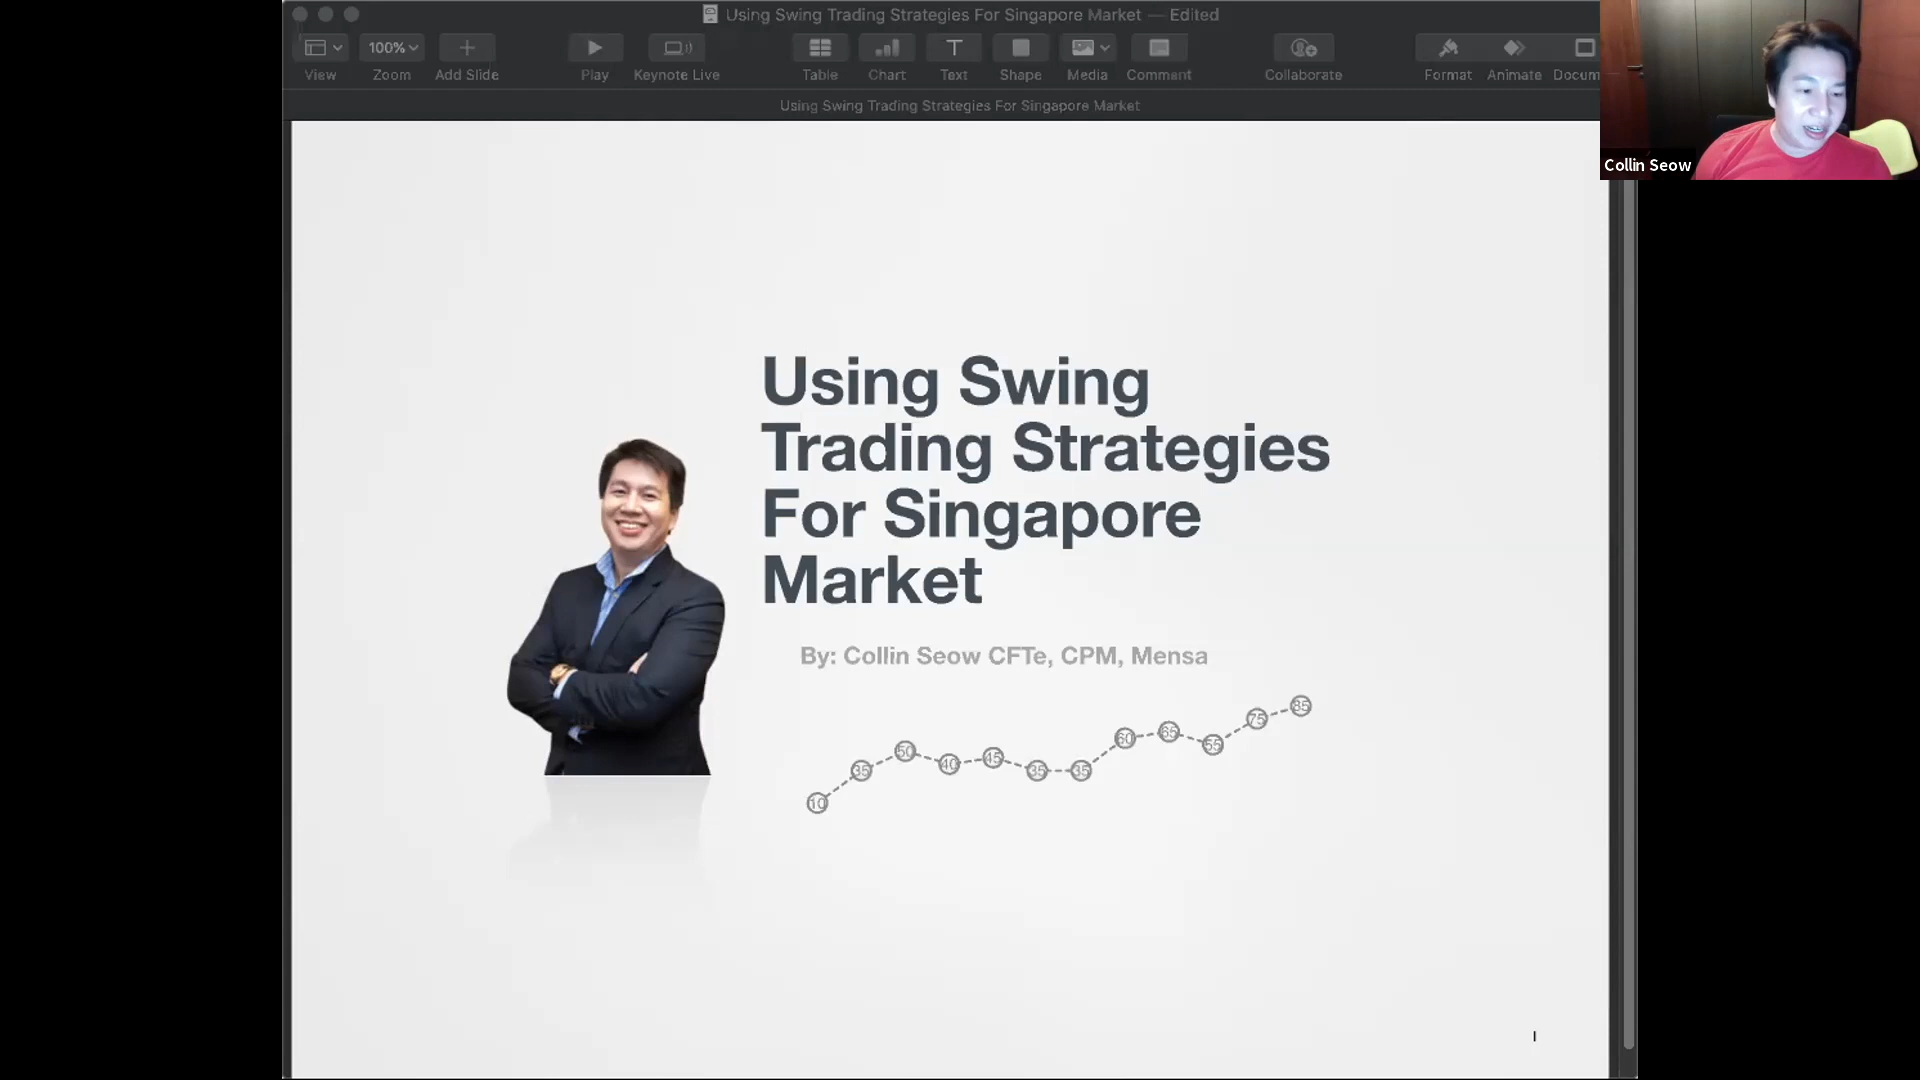 Using Swing Trading Strategies For Singapore Market — Edited
100%
View
Zoom
Add Slide
Play
Keynote Live
Table
Chart
Text
Shape
Media
Comment
Collaborate
Format
Animate
Docum
Using Swing Trading Strategies For Singapore Market
Collin Seow
Using Swing
Trading Strategies
For Singapore
Market
By: Collin Seow CFTe, CPM, Mensa
10
35
50
40
45
35
35
60
65
55
75
85
1